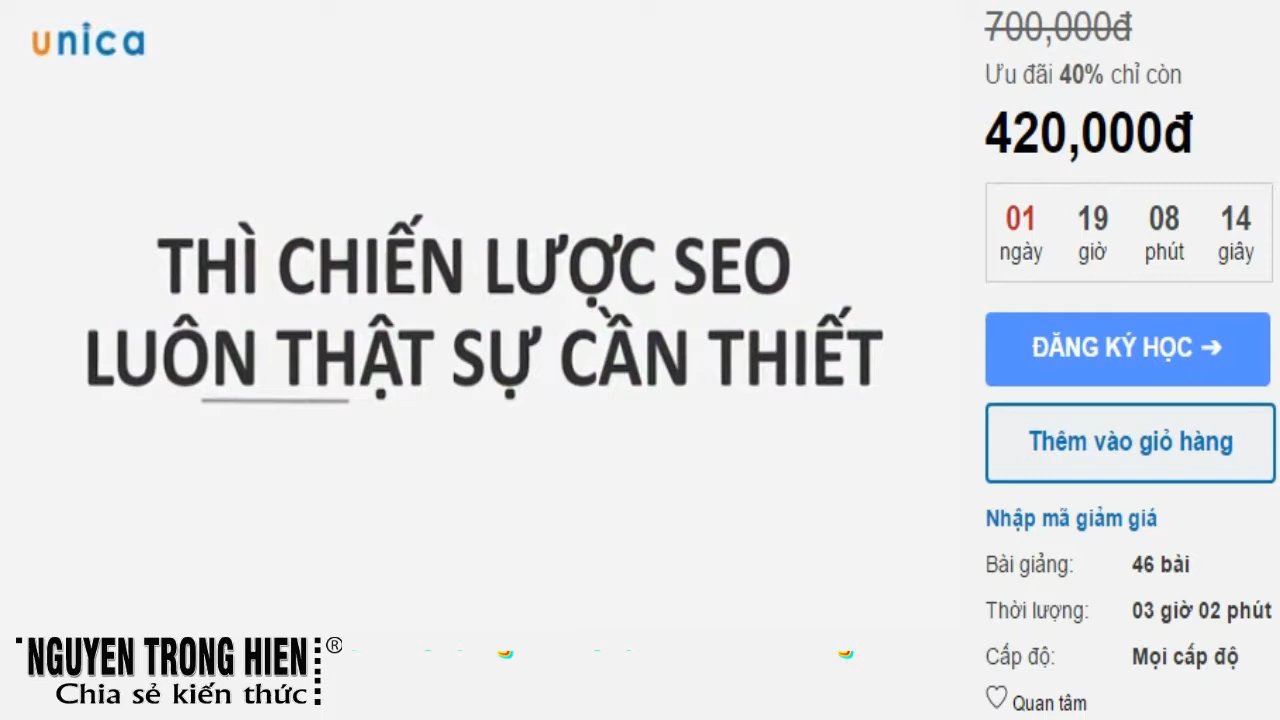 unica
THÌ CHIẾN LƯỢC SEO
LUÔN THẬT SỰ CẦN THIẾT
NGUYEN TRONG HIEN®
Chia sẻ kiến thức
700,000đ
Ưu đãi 40% chỉ còn
420,000đ
01 19 08 14
ngày giờ phút giây
ĐĂNG KÝ HỌC ➔
Thêm vào giỏ hàng
Nhập mã giảm giá
Bài giảng: 46 bài
Thời lượng: 03 giờ 02 phút
Cấp độ: Mọi cấp độ
♡ Quan tâm